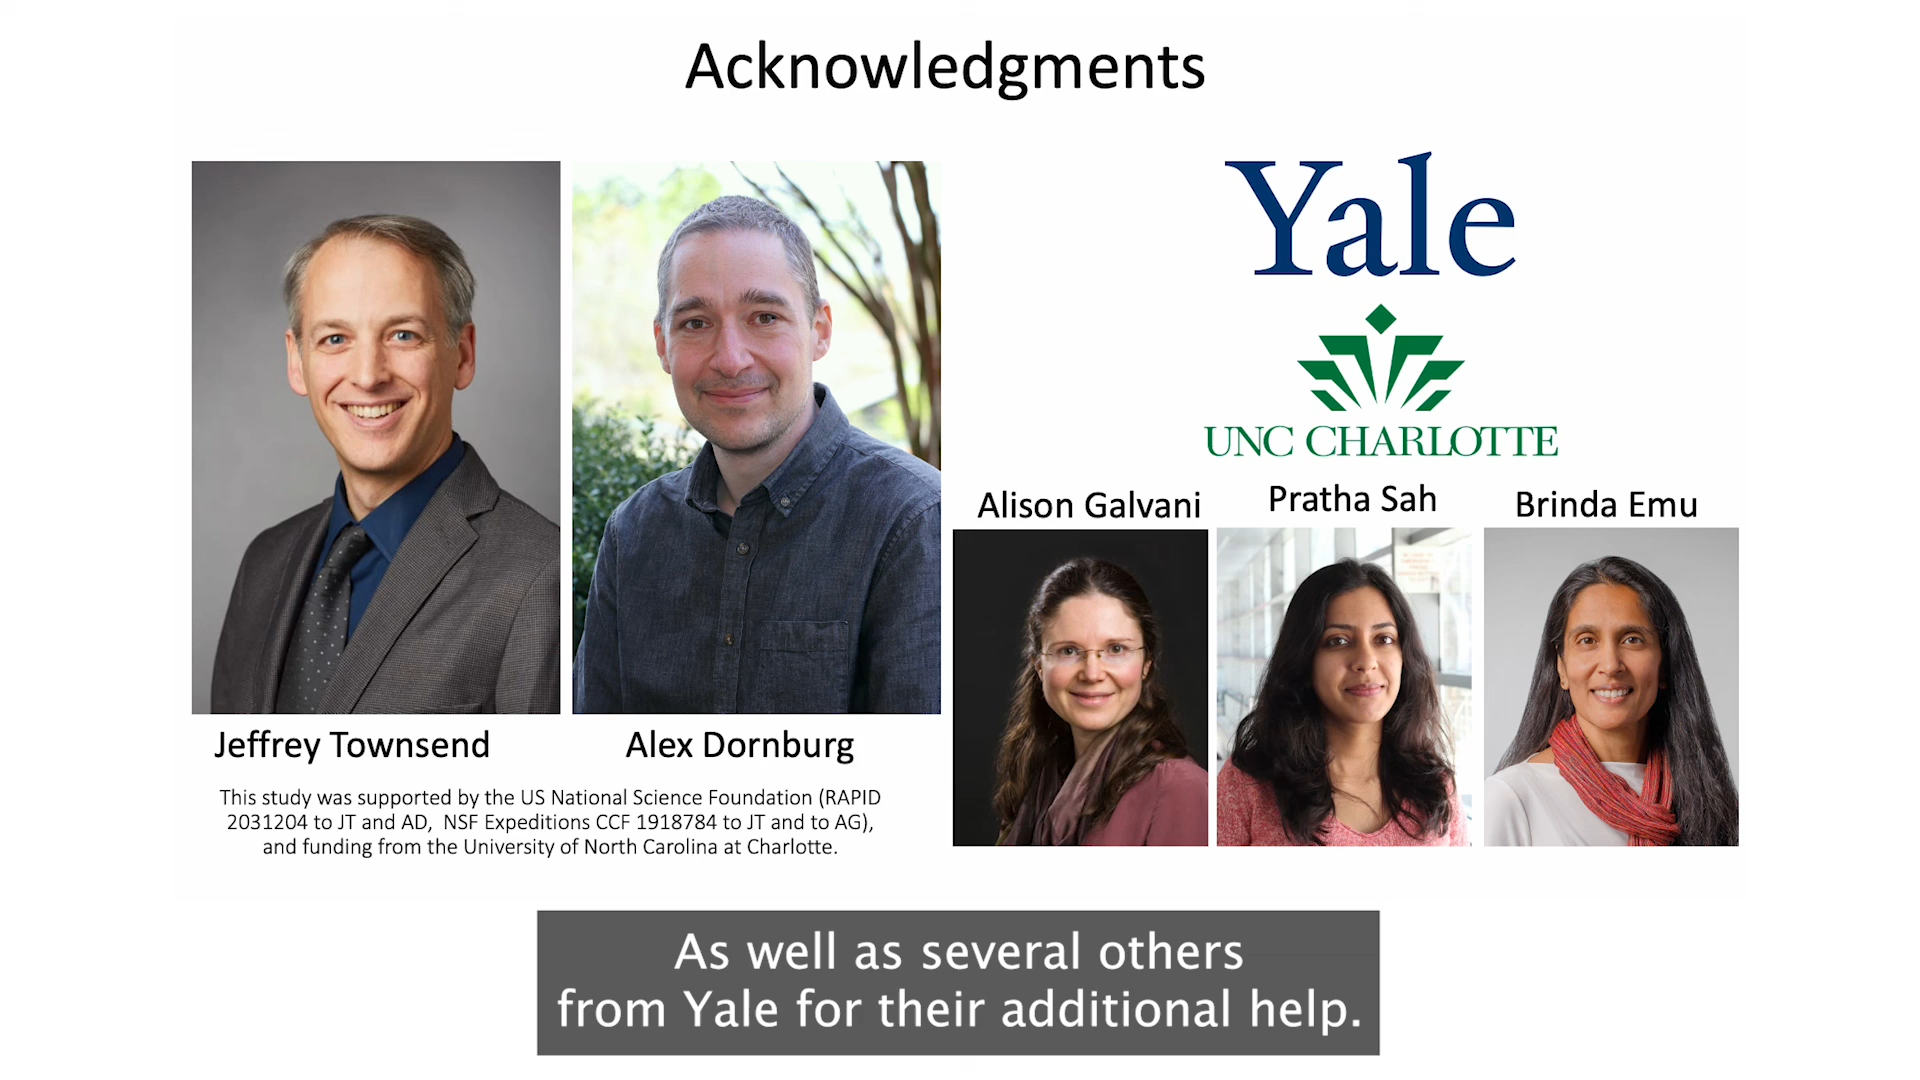 Acknowledgments
Yale
UNC CHARLOTTE
Alison Galvani
Pratha Sah
Brinda Emu
Jeffrey Townsend
Alex Dornburg
This study was supported by the US National Science Foundation (RAPID
2031204 to JT and AD, NSF Expeditions CCF 1918784 to JT and to AG),
and funding from the University of North Carolina at Charlotte.
As well as several others
from Yale for their additional help.